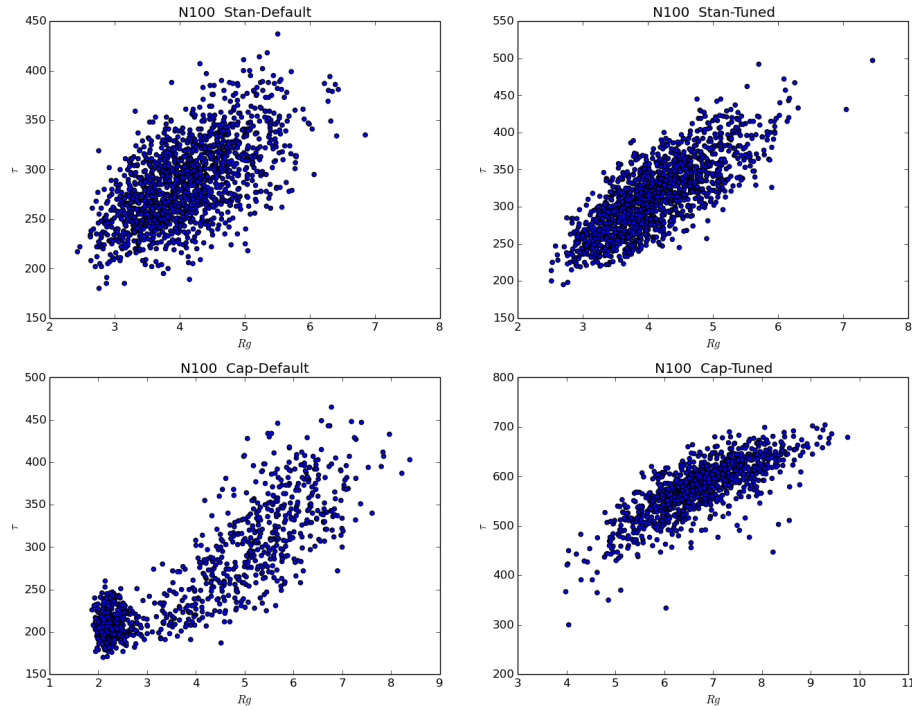 N100 Stan-Default
450
400
350
300
250
200
150
τ
2 3 4 5 6 7 8
Rg
N100 Stan-Tuned
550
500
450
400
350
300
250
200
150
τ
2 3 4 5 6 7 8
Rg
N100 Cap-Default
500
450
400
350
300
250
200
150
τ
1 2 3 4 5 6 7 8 9
Rg
N100 Cap-Tuned
800
700
600
500
400
300
200
τ
3 4 5 6 7 8 9 10 11
Rg